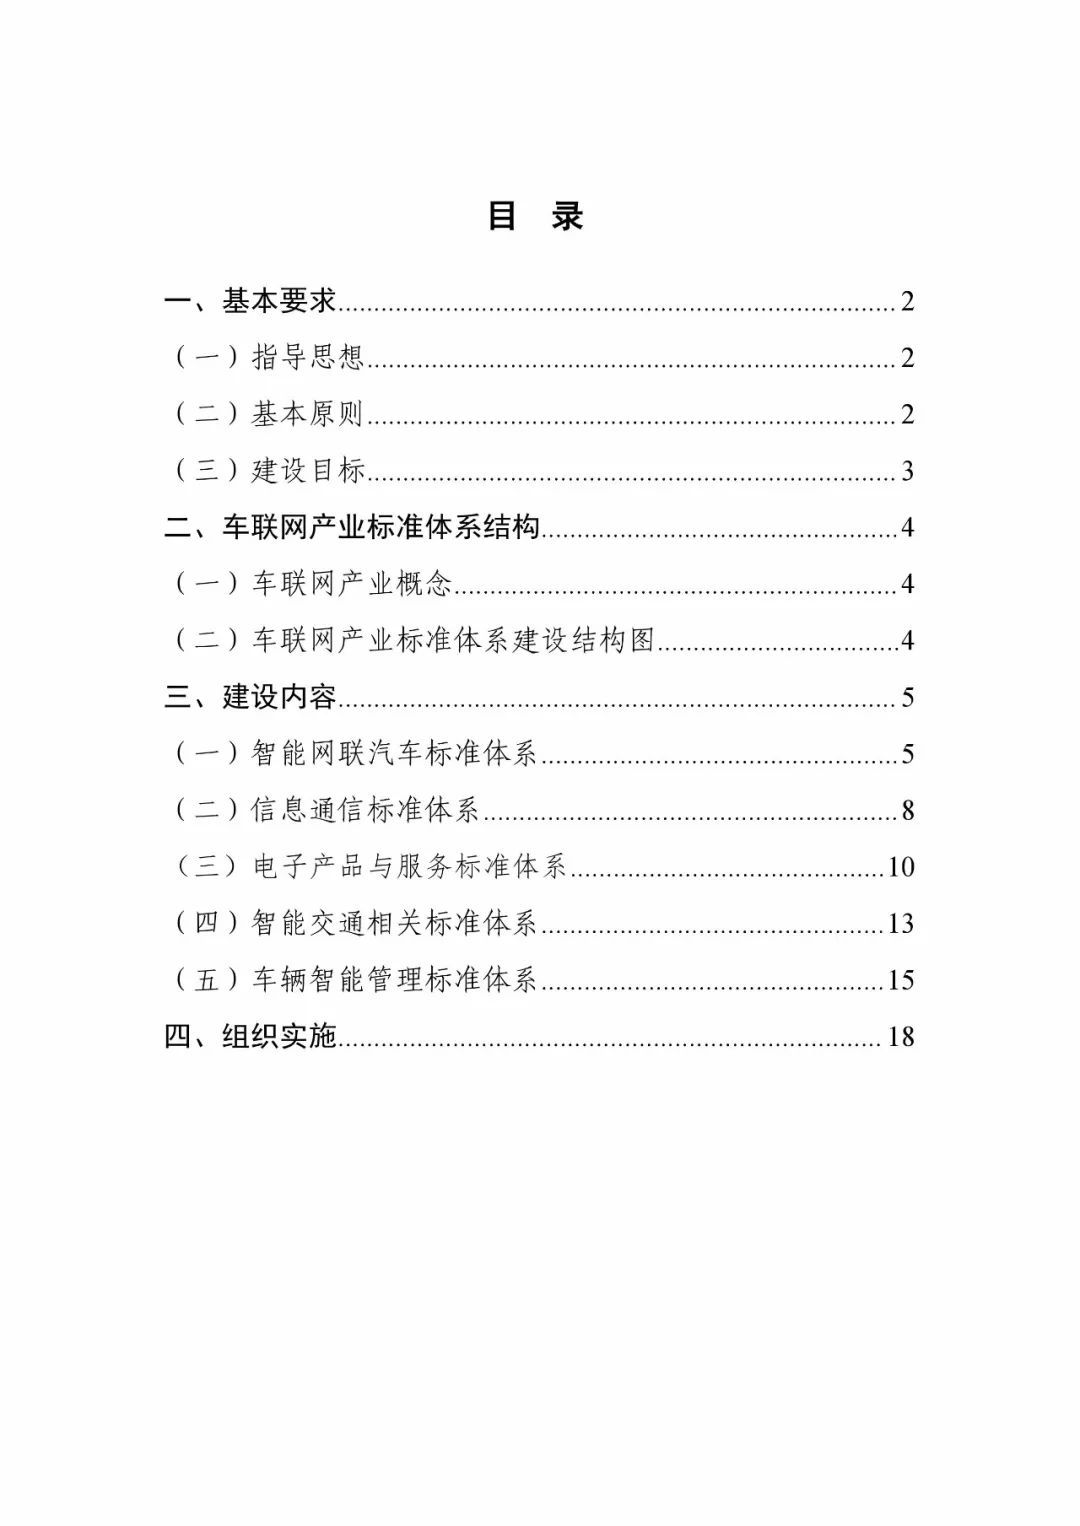 目 录
一、基本要求........................................................................2
（一）指导思想....................................................................2
（二）基本原则....................................................................2
（三）建设目标....................................................................3
二、车联网产业标准体系结构................................................4
（一）车联网产业概念........................................................4
（二）车联网产业标准体系建设结构图................................4
三、建设内容........................................................................5
（一）智能网联汽车标准体系............................................5
（二）信息通信标准体系....................................................8
（三）电子产品与服务标准体系........................................10
（四）智能交通相关标准体系............................................13
（五）车辆智能管理标准体系............................................15
四、组织实施........................................................................18